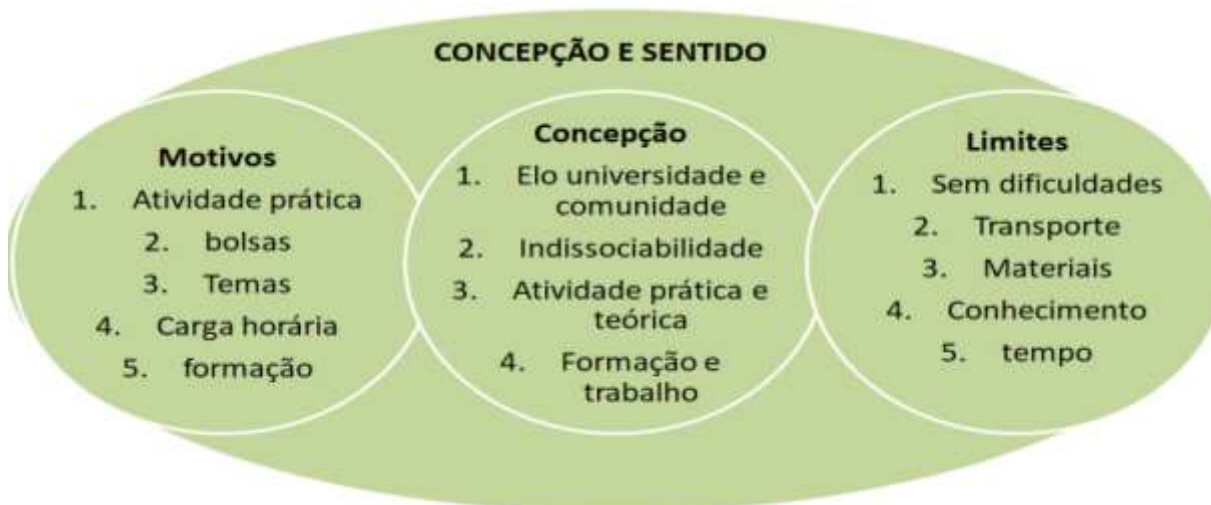 CONCEPÇÃO E SENTIDO
Motivos
1. Atividade prática
2. bolsas
3. Temas
4. Carga horária
5. formação
Concepção
1. Elo universidade e
comunidade
2. Indissociabilidade
3. Atividade prática e
teórica
4. Formação e
trabalho
Limites
1. Sem dificuldades
2. Transporte
3. Materiais
4. Conhecimento
5. tempo